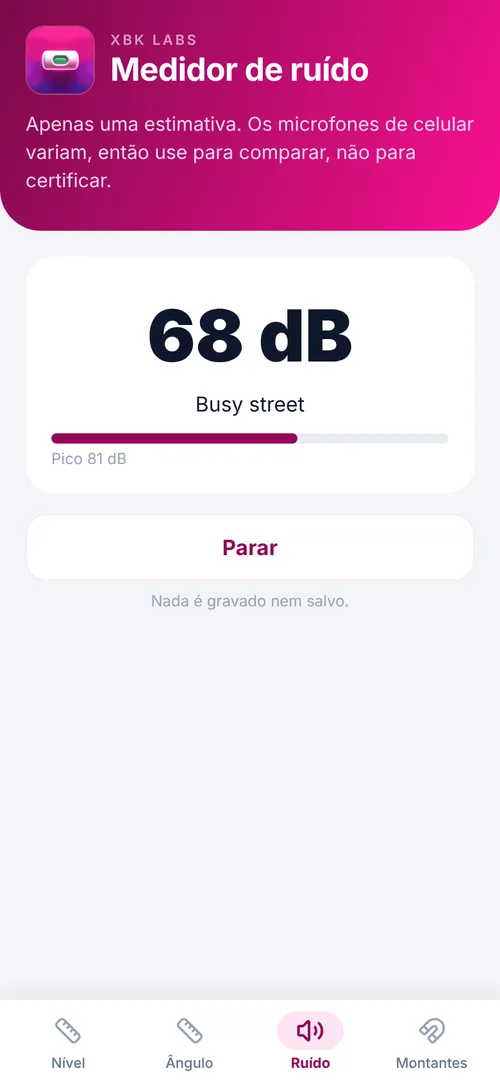 XBK LABS
Medidor de ruído
Apenas uma estimativa. Os microfones de celular
variam, então use para comparar, não para
certificar.
68 dB
Busy street
Pico 81 dB
Parar
Nada é gravado nem salvo.
Nível
Ângulo
Ruído
Montantes